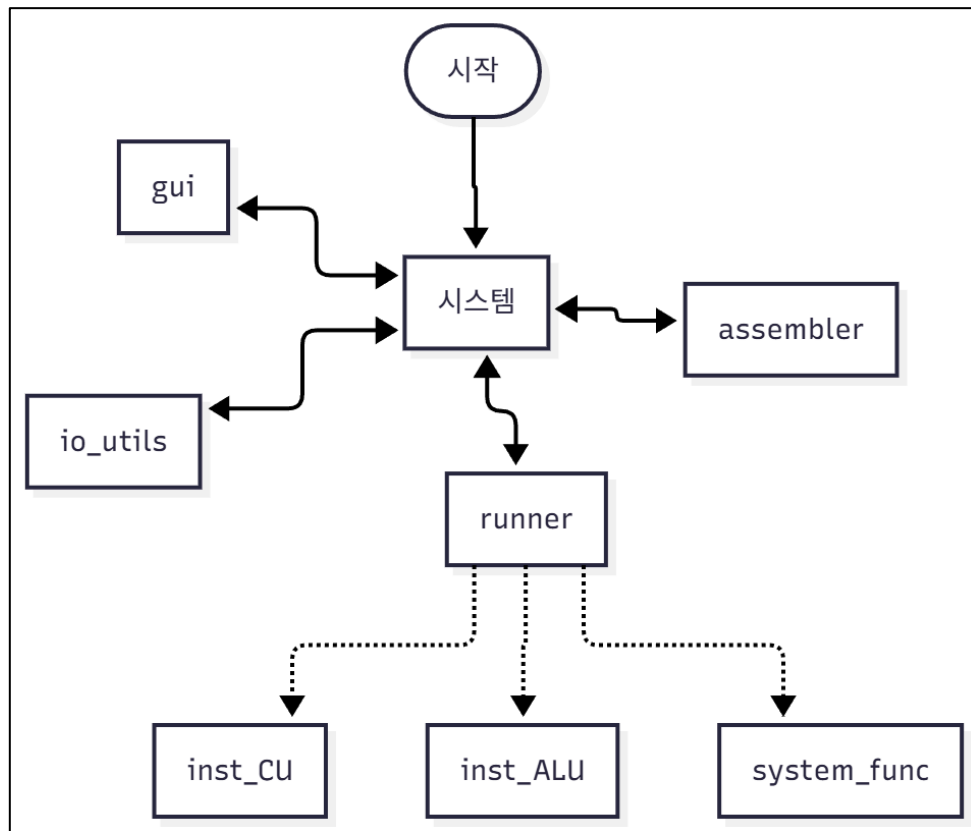 시작
gui
시스템
assembler
io_utils
runner
inst_CU
inst_ALU
system_func